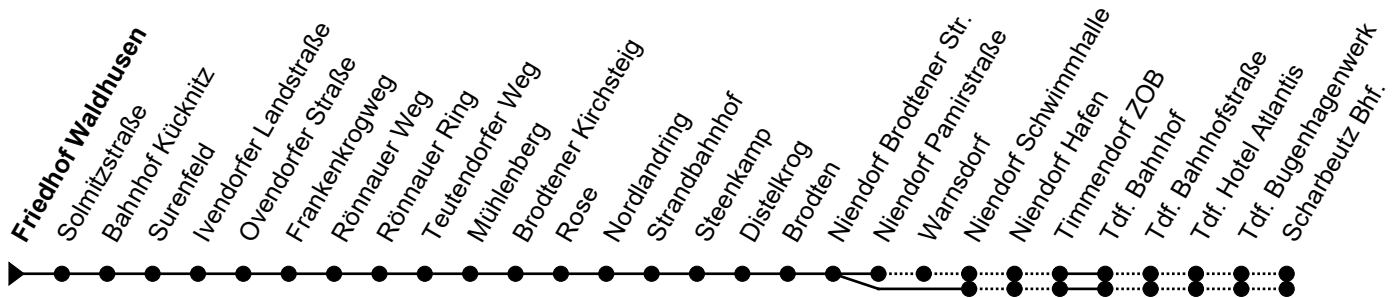 Friedhof Waldhusen
Solmitzstraße
Bahnhof Kücknitz
Surenfeld
Ivendorfer Landstraße
Ovendorfer Straße
Frankenkrogweg
Rönnauer Weg
Rönnauer Ring
Teutendorfer Weg
Mühlenberg
Brodtener Kirchsteig
Rose
Nordlandring
Strandbahnhof
Steenkamp
Distelkrog
Brodten
Niendorf Brodtener Str.
Niendorf Pamirstraße
Warnsdorf
Niendorf Schwimmhalle
Niendorf Hafen
Timmendorf ZOB
Tdf. Bahnhof
Tdf. Bahnhofstraße
Tdf. Hotel Atlantis
Tdf. Bugenhagenwerk
Scharbeutz Bhf.